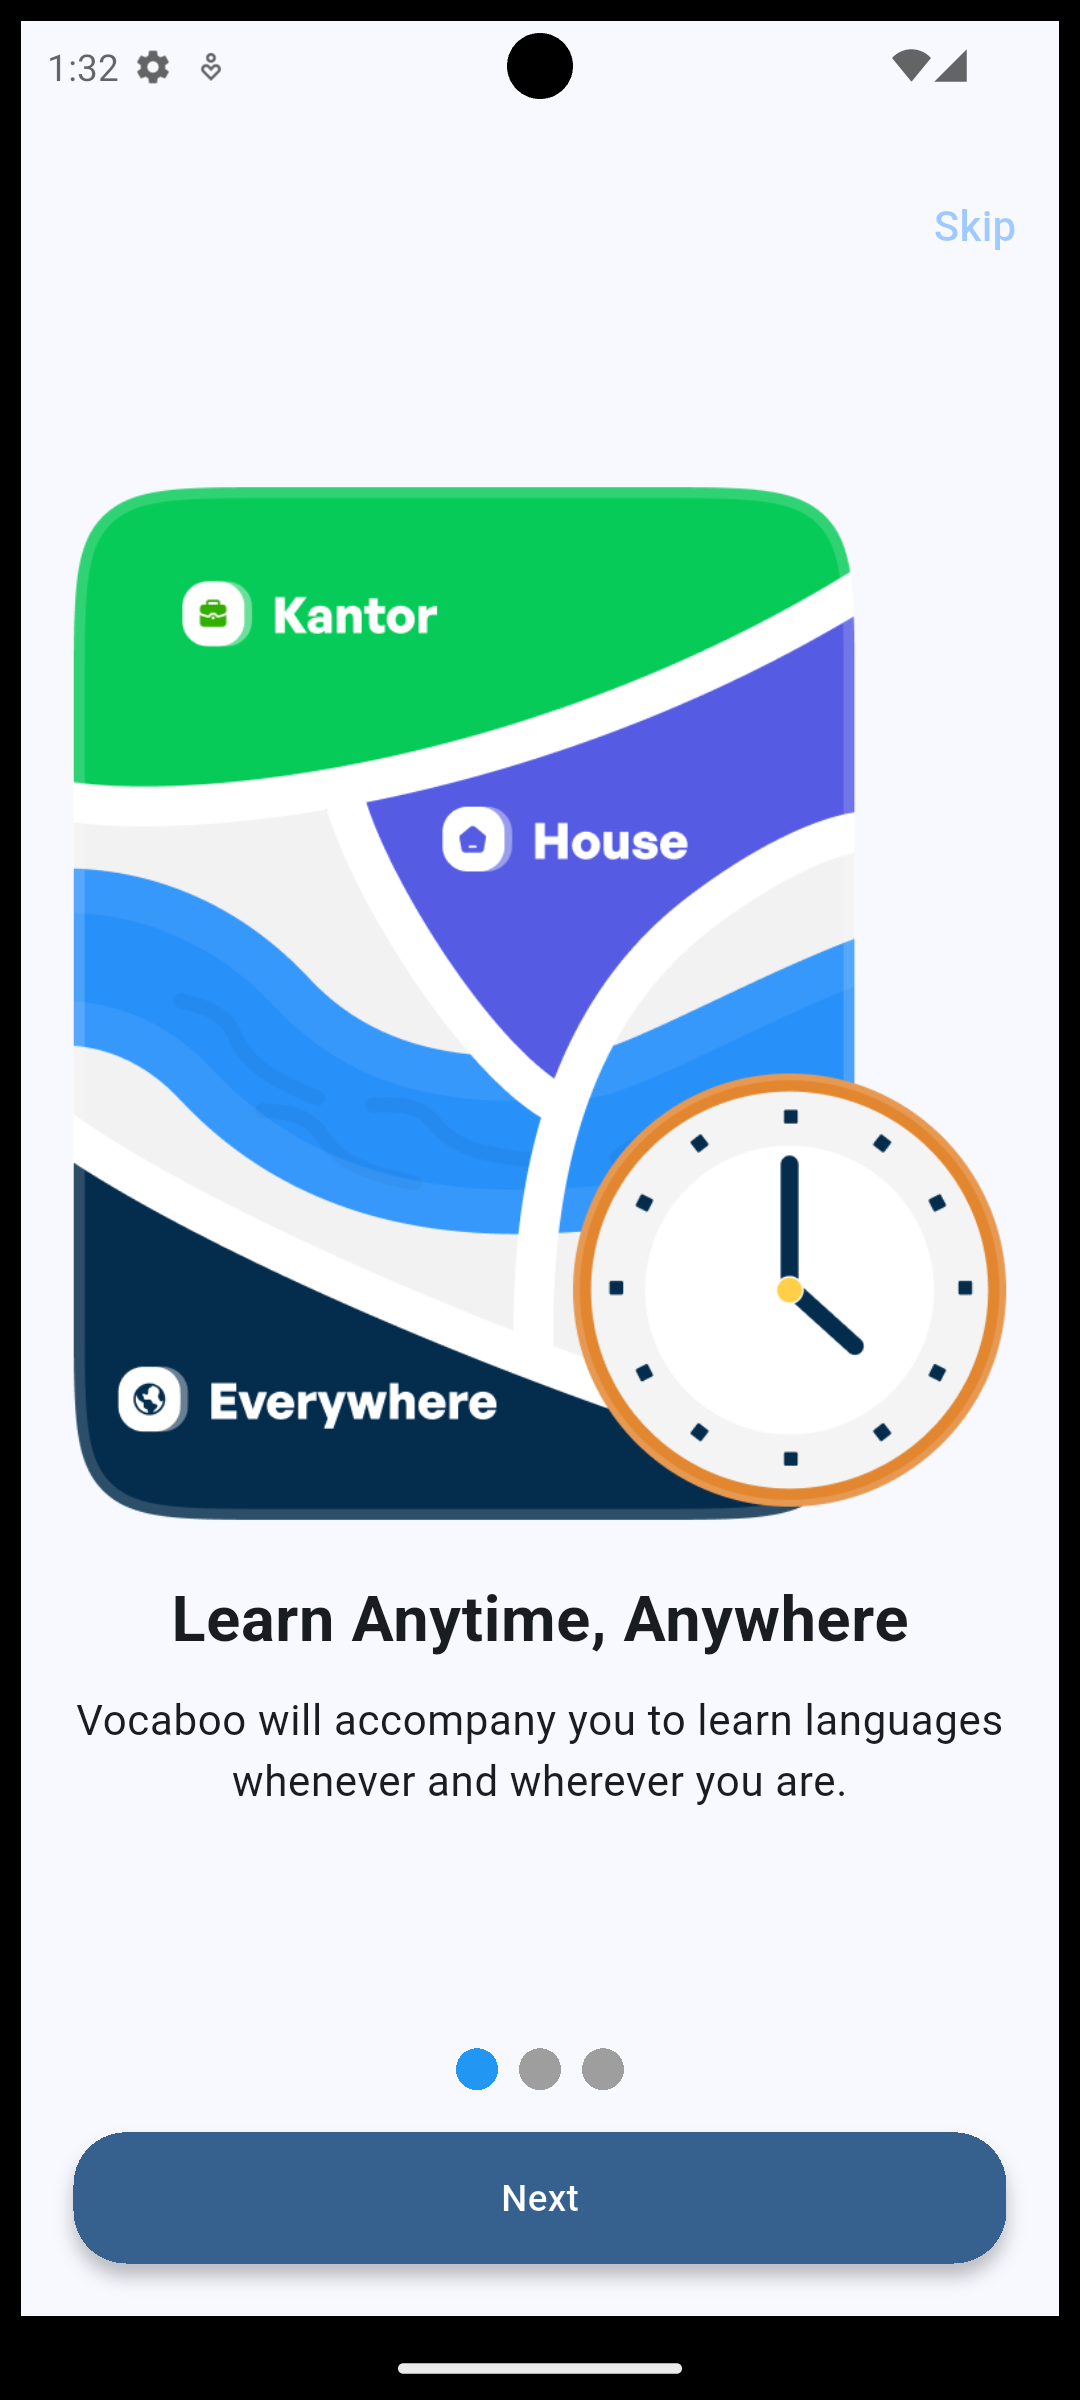 1:32
Skip
Kantor
House
Everywhere
Learn Anytime, Anywhere
Vocaboo will accompany you to learn languages
whenever and wherever you are.
Next